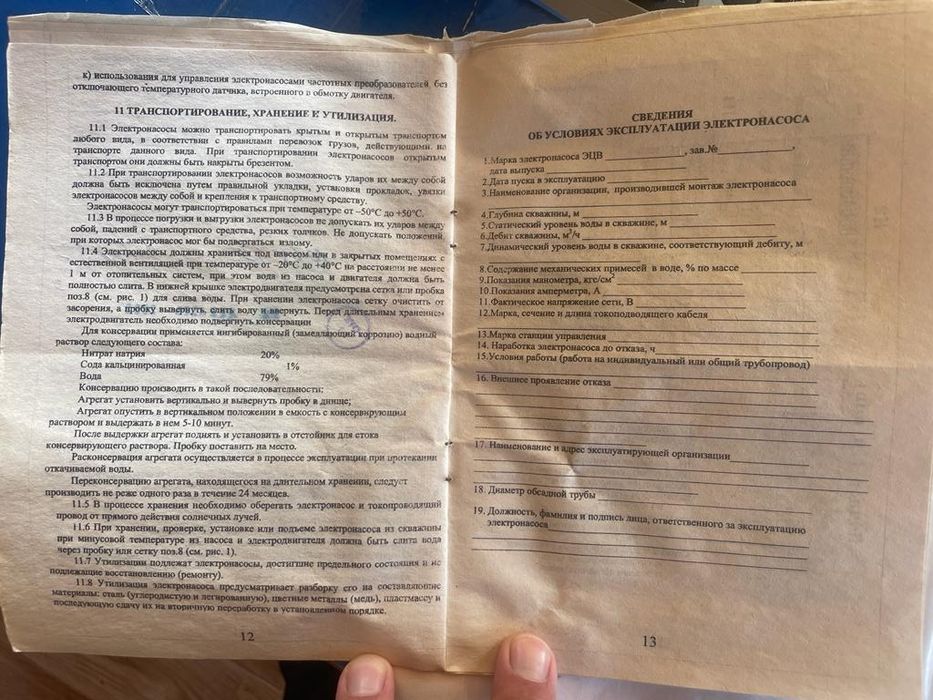 к) использования для управления электронасосами частотных преобразователей без
отключающего температурного датчика, встроенного в обмотку двигателя.
11 ТРАНСПОРТИРОВАНИЕ, ХРАНЕНИЕ И УТИЛИЗАЦИЯ.
11.1 Электронасосы можно транспортировать крытым и открытым транспортом
любого вида, в соответствии с правилами перевозок грузов, действующими на
транспорте данного вида. При транспортировании электронасосов открытым
транспортом они должны быть накрыты брезентом.
11.2 При транспортировании электронасосов возможность ударов их между собой
должна быть исключена путем правильной укладки, установки прокладок, увязки
электронасосов между собой и крепления к транспортному средству.
Электронасосы могут транспортироваться при температуре от –50°С до +50°С.
11.3 В процессе погрузки и выгрузки электронасосов не допускать их ударов между
собой, падений с транспортного средства, резких толчков. Не допускать положений,
при которых электронасос мог бы подвергаться излому.
11.4 Электронасосы должны храниться под навесом или в закрытых помещениях с
естественной вентиляцией при температуре от –20°С до +40°С на расстоянии не менее
1 м от отопительных систем, при этом вода из насоса и двигателя должна быть
полностью слита. В нижней крышке электродвигателя предусмотрена сетка или пробка
поз.8 (см. рис. 1) для слива воды. При хранении электронасоса сетку очистить от
засорения, а пробку вывернуть, слить воду и ввернуть. Перед длительным хранением
электродвигатель необходимо подвергнуть консервации
Для консервации применяется ингибированный (замедляющий коррозию) водный
раствор следующего состава:
Нитрат натрия 20%
Сода кальцинированная 1%
Вода 79%
Консервацию производить в такой последовательности:
Агрегат установить вертикально и вывернуть пробку в днище;
Агрегат опустить в вертикальном положении в емкость с консервирующим
раствором и выдержать в нем 5-10 минут.
После выдержки агрегат поднять и установить в отстойник для стока
консервирующего раствора. Пробку поставить на место.
Расконсервация агрегата осуществляется в процессе эксплуатации при протекании
откачиваемой воды.
Переконсервацию агрегата, находящегося на длительном хранении, следует
производить не реже одного раза в течение 24 месяцев.
11.5 В процессе хранения необходимо оберегать электронасос и токопроводящий
провод от прямого действия солнечных лучей.
11.6 При хранении, проверке, установке или подъеме электронасоса из скважины
при минусовой температуре из насоса и электродвигателя должна быть слита вода
через пробку или сетку поз.8 (см. рис. 1).
11.7 Утилизации подлежат электронасосы, достигшие предельного состояния и не
подлежащие восстановлению (ремонту).
11.8 Утилизация электронасоса предусматривает разборку его на составляющие
материалы: сталь (углеродистую и легированную), цветные металлы (медь), пластмассу и
последующую сдачу их на вторичную переработку в установленном порядке.
12
СВЕДЕНИЯ
ОБ УСЛОВИЯХ ЭКСПЛУАТАЦИИ ЭЛЕКТРОНАСОСА
1.Марка электронасоса ЭЦВ ____________, зав.№ ____________,
дата выпуска ____________
2.Дата пуска в эксплуатацию ____________
3.Наименование организации, производившей монтаж электронасоса
4.Глубина скважины, м ____________
5.Статический уровень воды в скважине, м ____________
6.Дебит скважины, м³/ч ____________
7.Динамический уровень воды в скважине, соответствующий дебиту, м
8.Содержание механических примесей в воде, % по массе
9.Показания манометра, кгс/см² ____________
10.Показания амперметра, А ____________
11.Фактическое напряжение сети, В ____________
12.Марка, сечение и длина токоподводящего кабеля ____________
13.Марка станции управления ____________
14. Наработка электронасоса до отказа, ч ____________
15.Условия работы (работа на индивидуальный или общий трубопровод)
16. Внешнее проявление отказа ____________
17. Наименование и адрес эксплуатирующей организации ____________
18. Диаметр обсадной трубы ____________
19. Должность, фамилия и подпись лица, ответственного за эксплуатацию
электронасоса ____________
13